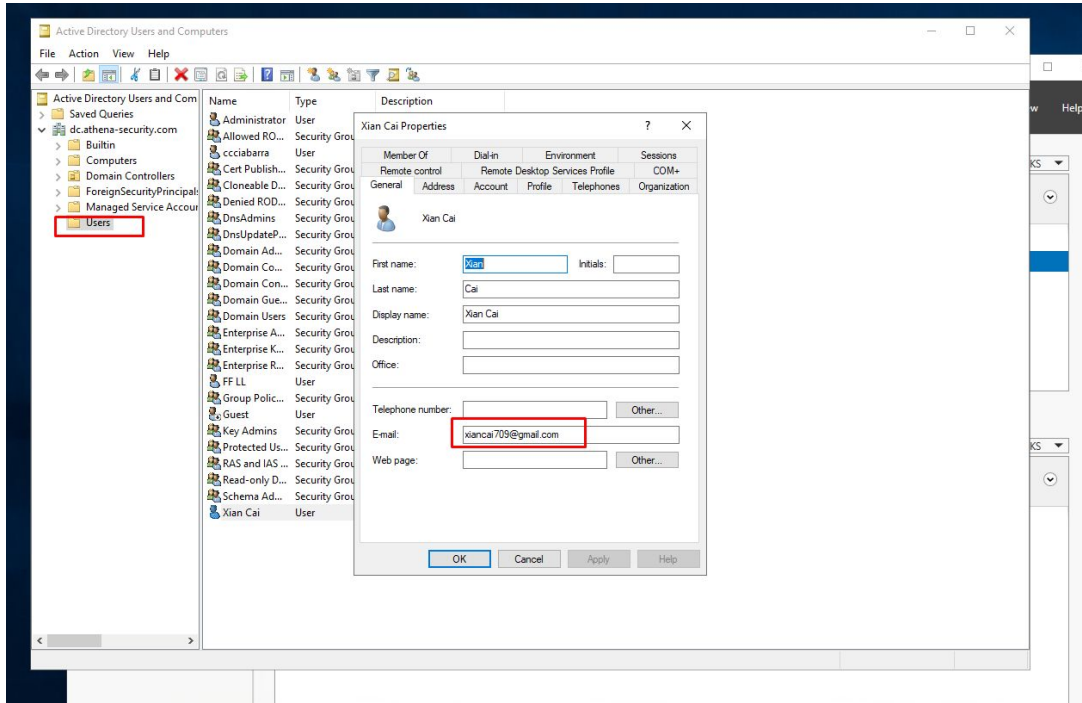 Active Directory Users and Computers
File Action View Help
Active Directory Users and Com
Saved Queries
dc.athena-security.com
Builtin
Computers
Domain Controllers
ForeignSecurityPrincipals
Managed Service Accour
Users
Name Type Description
Administrator User
Allowed RO... Security Grou
ccciabarra User
Cert Publish... Security Grou
Cloneable D... Security Grou
Denied ROD... Security Grou
DnsAdmins Security Grou
DnsUpdateP... Security Grou
Domain Ad... Security Grou
Domain Co... Security Grou
Domain Con... Security Grou
Domain Gue... Security Grou
Domain Users Security Grou
Enterprise A... Security Grou
Enterprise K... Security Grou
Enterprise R... Security Grou
FF LL User
Group Polic... Security Grou
Guest User
Key Admins Security Grou
Protected Us... Security Grou
RAS and IAS ... Security Grou
Read-only D... Security Grou
Schema Ad... Security Grou
Xian Cai User
Xian Cai Properties ?
Member Of Dial-in Environment Sessions
Remote control Remote Desktop Services Profile COM+
General Address Account Profile Telephones Organization
Xian Cai
First name: Xian Initials:
Last name: Cai
Display name: Xian Cai
Description:
Office:
Telephone number: Other...
E-mail: xiancai709@gmail.com
Web page: Other...
OK Cancel Apply Help
w Help
KS
KS